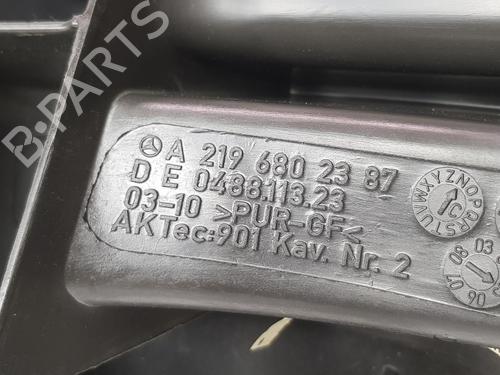 B-PARTS
A 219 680 23 87
D E 0488.113.23
03-10 >PUR-GF<
AKTec:901 Kav. Nr. 2